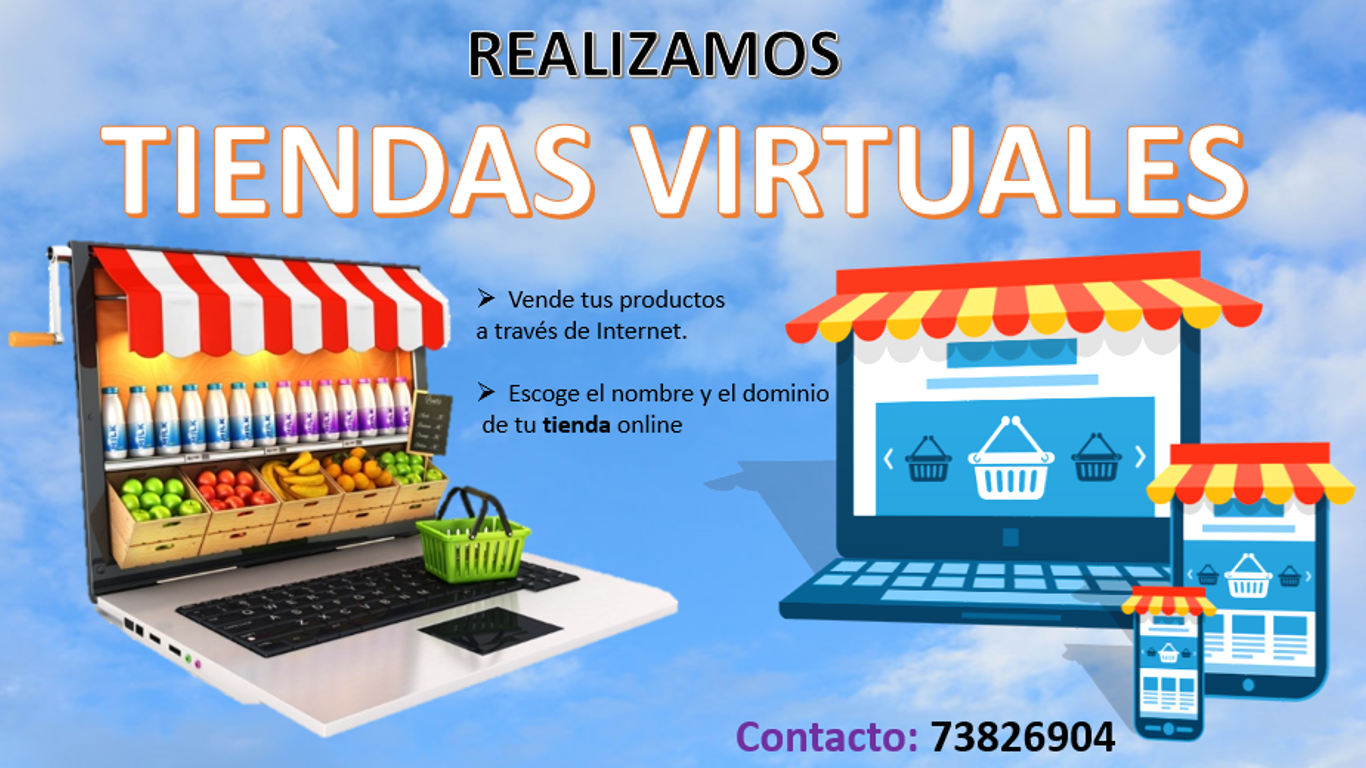 REALIZAMOS
TIENDAS VIRTUALES
➢ Vende tus productos
a través de Internet.
➢ Escoge el nombre y el dominio
de tu tienda online
Contacto: 73826904